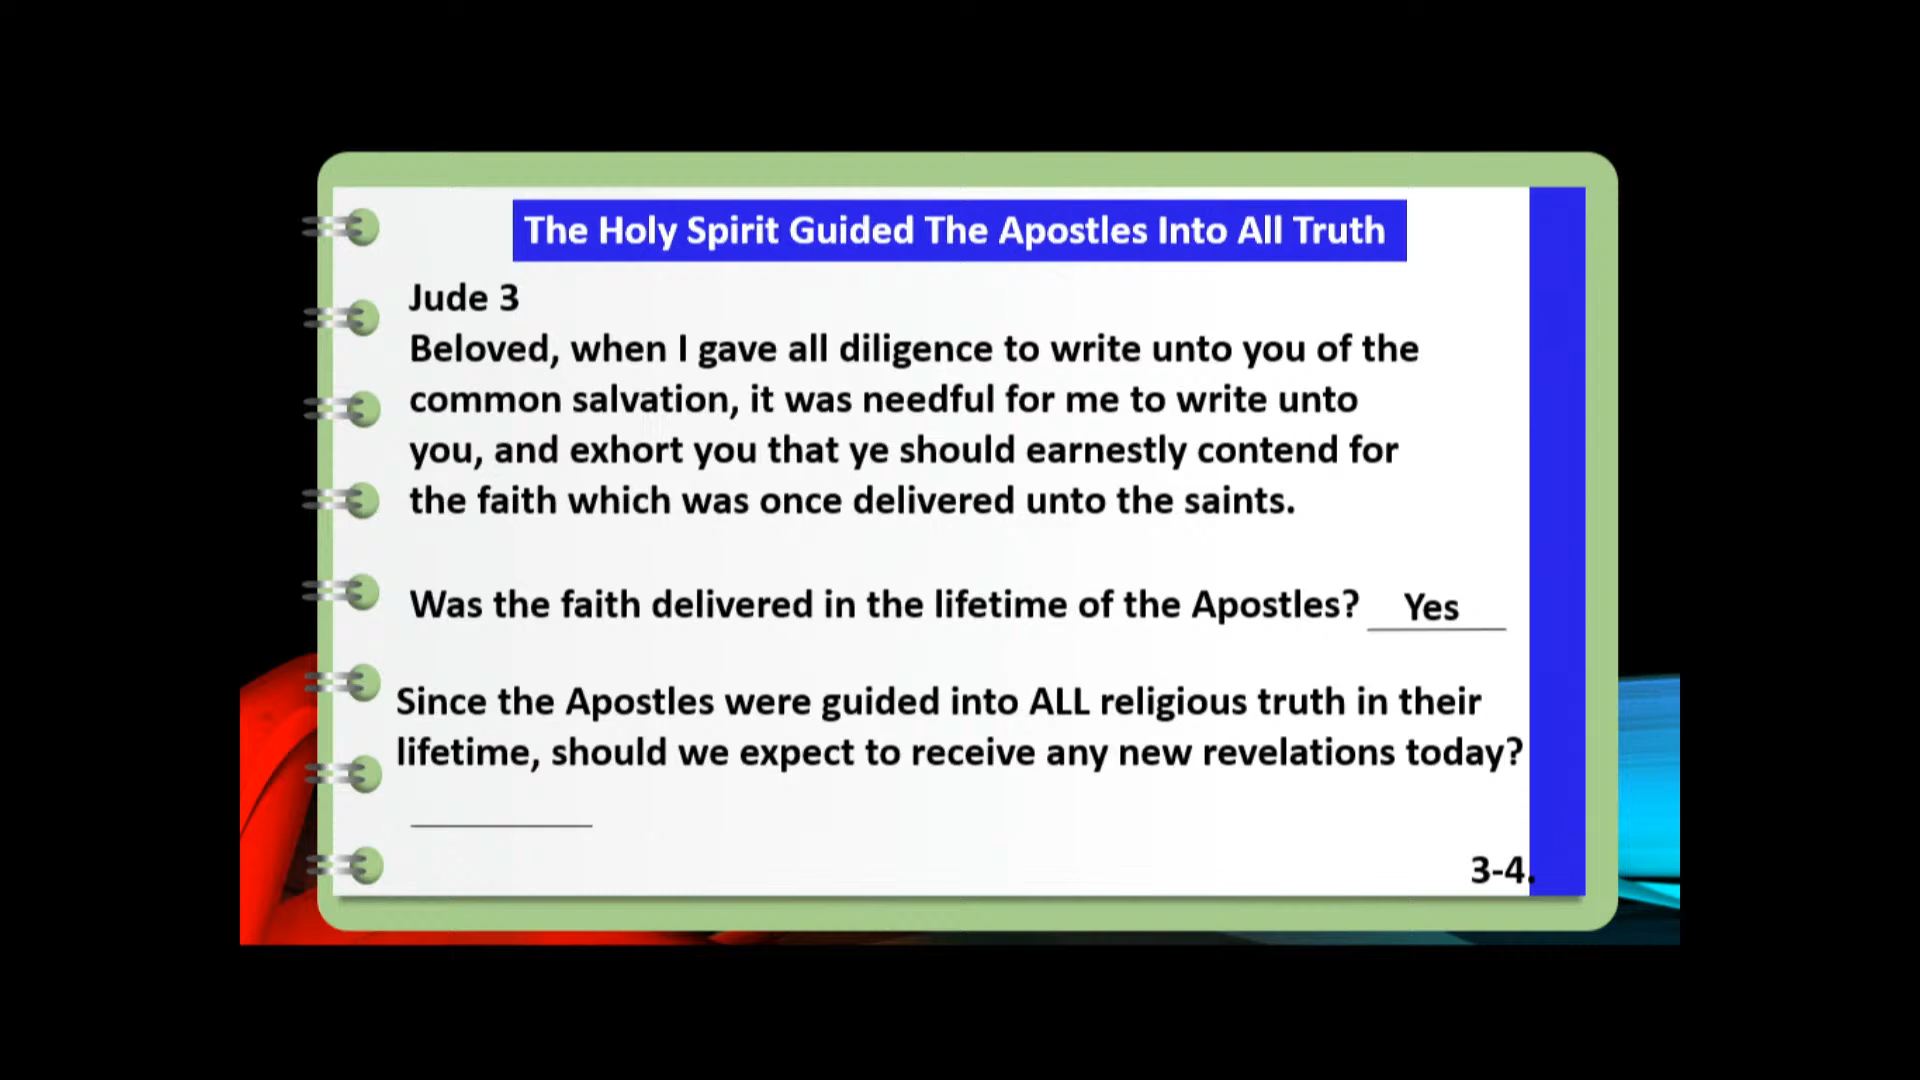 The Holy Spirit Guided The Apostles Into All Truth
Jude 3
Beloved, when I gave all diligence to write unto you of the
common salvation, it was needful for me to write unto
you, and exhort you that ye should earnestly contend for
the faith which was once delivered unto the saints.
Was the faith delivered in the lifetime of the Apostles? Yes
Since the Apostles were guided into ALL religious truth in their
lifetime, should we expect to receive any new revelations today?
3-4.